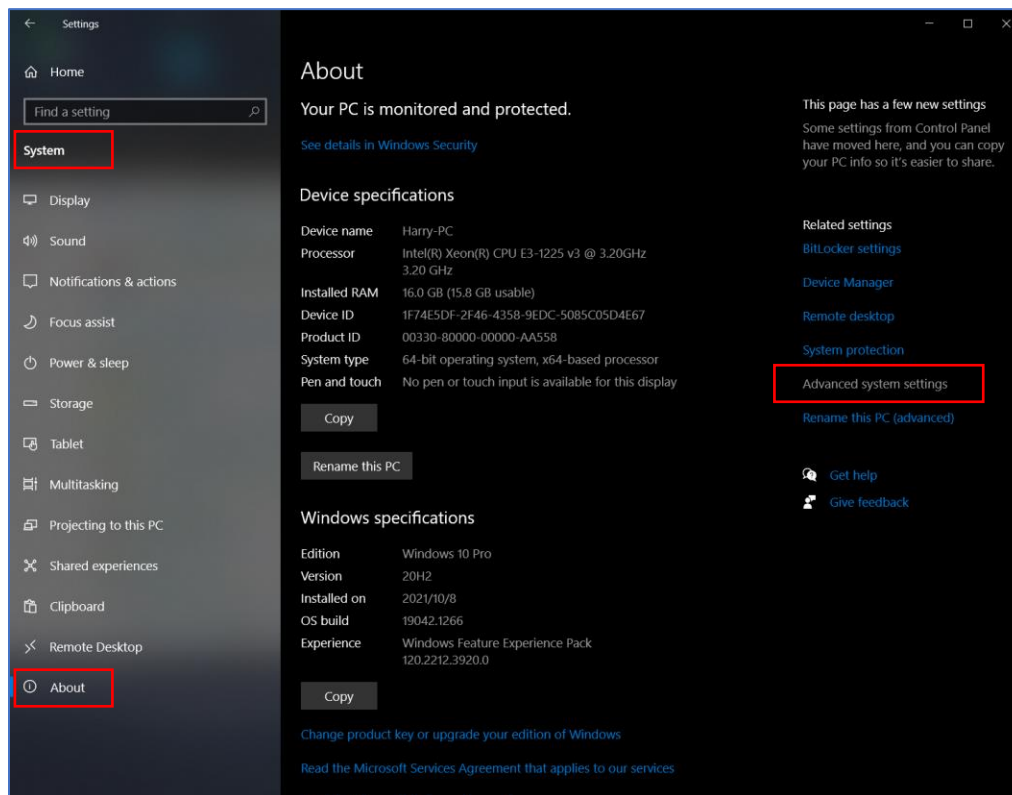 Settings
Home
Find a setting
System
Display
Sound
Notifications & actions
Focus assist
Power & sleep
Storage
Tablet
Multitasking
Projecting to this PC
Shared experiences
Clipboard
Remote Desktop
About
About
Your PC is monitored and protected.
See details in Windows Security
Device specifications
Device name Harry-PC
Processor Intel(R) Xeon(R) CPU E3-1225 v3 @ 3.20GHz
3.20 GHz
Installed RAM 16.0 GB (15.8 GB usable)
Device ID 1F74E5DF-2F46-4358-9EDC-5085C05D4E67
Product ID 00330-80000-00000-AA558
System type 64-bit operating system, x64-based processor
Pen and touch No pen or touch input is available for this display
Copy
Rename this PC
Windows specifications
Edition Windows 10 Pro
Version 20H2
Installed on 2021/10/8
OS build 19042.1266
Experience Windows Feature Experience Pack
120.2212.3920.0
Copy
Change product key or upgrade your edition of Windows
Read the Microsoft Services Agreement that applies to our services
This page has a few new settings
Some settings from Control Panel
have moved here, and you can copy
your PC info so it's easier to share.
Related settings
BitLocker settings
Device Manager
Remote desktop
System protection
Advanced system settings
Rename this PC (advanced)
Get help
Give feedback